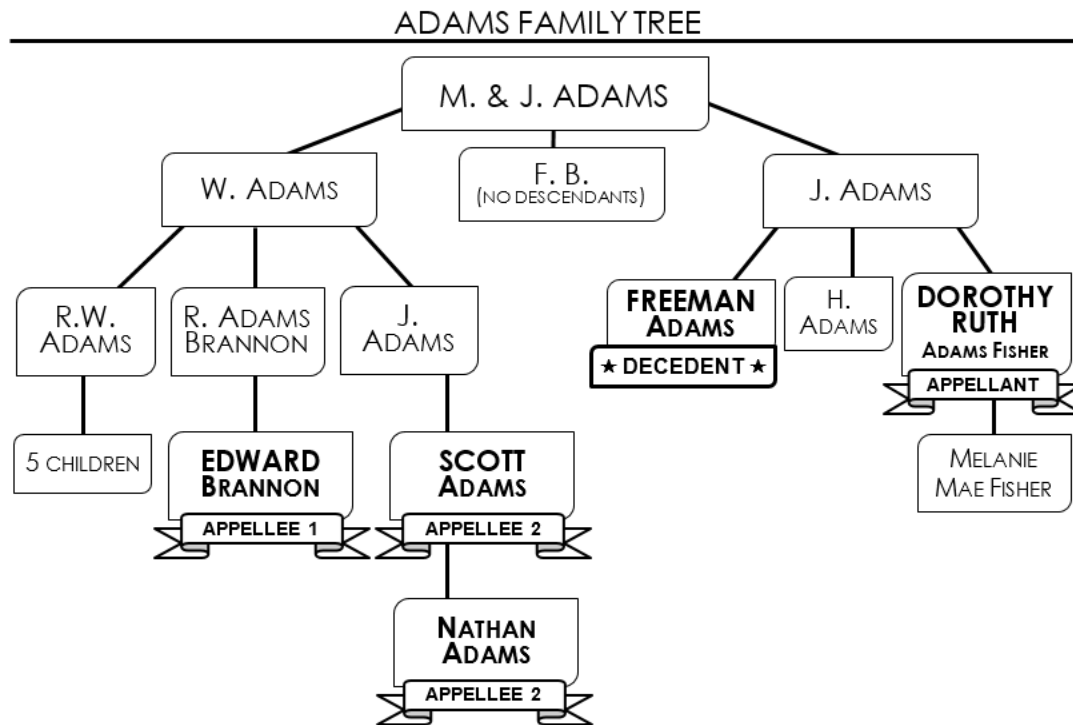 ADAMS FAMILY TREE
M. & J. ADAMS
W. ADAMS
F. B.
(NO DESCENDANTS)
J. ADAMS
R.W.
ADAMS
R. ADAMS
BRANNON
J.
ADAMS
FREEMAN
ADAMS
★ DECEDENT ★
H.
ADAMS
DOROTHY
RUTH
ADAMS FISHER
APPELLANT
5 CHILDREN
EDWARD
BRANNON
APPELLEE 1
SCOTT
ADAMS
APPELLEE 2
MELANIE
MAE FISHER
NATHAN
ADAMS
APPELLEE 2